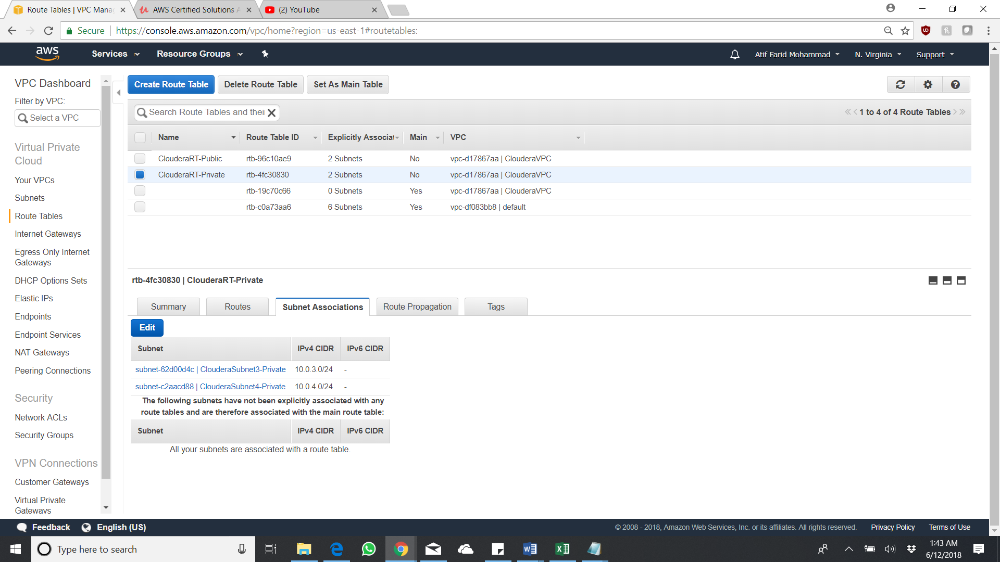 Route Tables | VPC Mana
AWS Certified Solutions A
(2) YouTube
Secure
https://console.aws.amazon.com/vpc/home?region=us-east-1#routetables:
aws
Services
Resource Groups
Atif Farid Mohammad
N. Virginia
Support
VPC Dashboard
Filter by VPC:
Select a VPC
Virtual Private
Cloud
Your VPCs
Subnets
Route Tables
Internet Gateways
Egress Only Internet
Gateways
DHCP Options Sets
Elastic IPs
Endpoints
Endpoint Services
NAT Gateways
Peering Connections
Security
Network ACLs
Security Groups
VPN Connections
Customer Gateways
Virtual Private
Gateways
Create Route Table
Delete Route Table
Set As Main Table
Search Route Tables and their
1 to 4 of 4 Route Tables
Name Route Table ID Explicitly Associat Main VPC
ClouderaRT-Public rtb-96c10ae9 2 Subnets No vpc-d17867aa | ClouderaVPC
ClouderaRT-Private rtb-4fc30830 2 Subnets No vpc-d17867aa | ClouderaVPC
rtb-19c70c66 0 Subnets Yes vpc-d17867aa | ClouderaVPC
rtb-c0a73aa6 6 Subnets Yes vpc-df083bb8 | default
rtb-4fc30830 | ClouderaRT-Private
Summary Routes Subnet Associations Route Propagation Tags
Edit
Subnet IPv4 CIDR IPv6 CIDR
subnet-62d00d4c | ClouderaSubnet3-Private 10.0.3.0/24 -
subnet-c2aacd88 | ClouderaSubnet4-Private 10.0.4.0/24 -
The following subnets have not been explicitly associated with any
route tables and are therefore associated with the main route table:
Subnet IPv4 CIDR IPv6 CIDR
All your subnets are associated with a route table.
Feedback
English (US)
© 2008 - 2018, Amazon Web Services, Inc. or its affiliates. All rights reserved.
Privacy Policy
Terms of Use
Type here to search
1:43 AM
6/12/2018